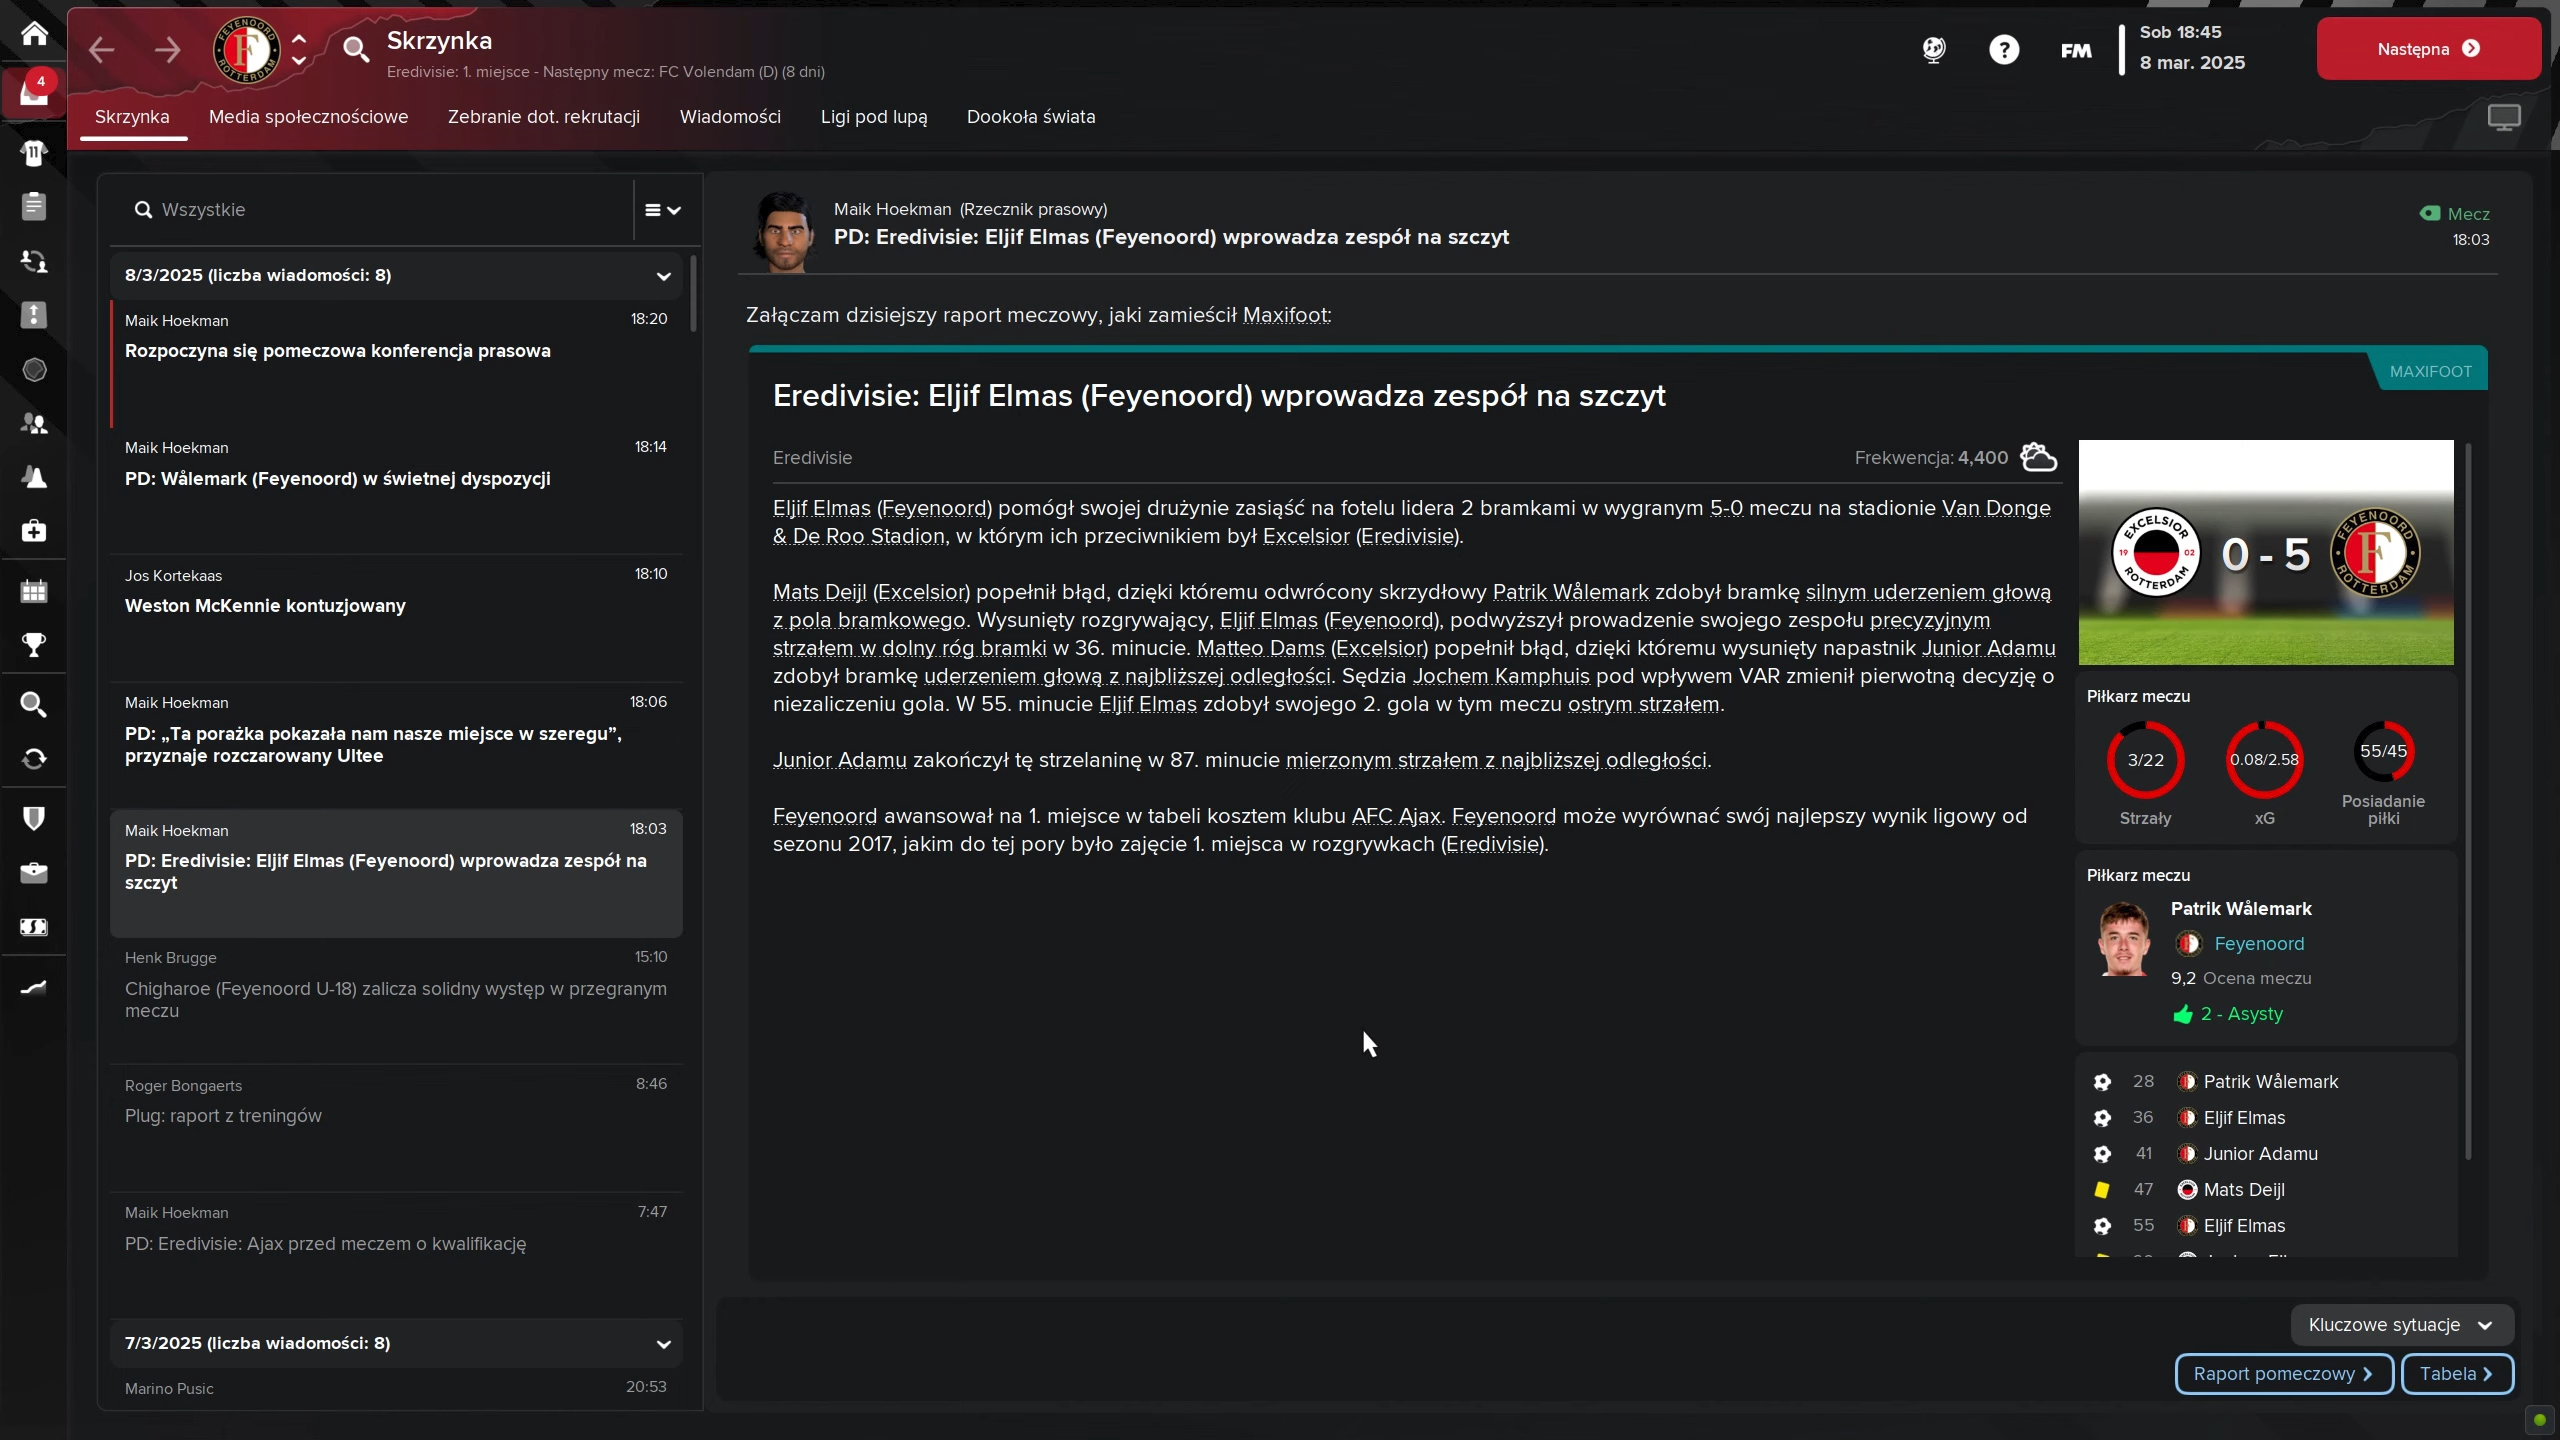 4
Skrzynka
Eredivisie: 1. miejsce - Następny mecz: FC Volendam (D) (8 dni)
FM
Sob 18:45
8 mar. 2025
Następna
Skrzynka
Media społecznościowe
Zebranie dot. rekrutacji
Wiadomości
Ligi pod lupą
Dookoła świata
11
Wszystkie
8/3/2025 (liczba wiadomości: 8)
Maik Hoekman 18:20
Rozpoczyna się pomeczowa konferencja prasowa
Maik Hoekman 18:14
PD: Wålemark (Feyenoord) w świetnej dyspozycji
Jos Kortekaas 18:10
Weston McKennie kontuzjowany
Maik Hoekman 18:06
PD: „Ta porażka pokazała nam nasze miejsce w szeregu”,
przyznaje rozczarowany Ultee
Maik Hoekman 18:03
PD: Eredivisie: Eljif Elmas (Feyenoord) wprowadza zespół na
szczyt
Henk Brugge 15:10
Chigharoe (Feyenoord U-18) zalicza solidny występ w przegranym
meczu
Roger Bongaerts 8:46
Plug: raport z treningów
Maik Hoekman 7:47
PD: Eredivisie: Ajax przed meczem o kwalifikację
7/3/2025 (liczba wiadomości: 8)
Marino Pusic 20:53
Maik Hoekman (Rzecznik prasowy)
PD: Eredivisie: Eljif Elmas (Feyenoord) wprowadza zespół na szczyt
Mecz
18:03
Załączam dzisiejszy raport meczowy, jaki zamieścił Maxifoot:
MAXIFOOT
Eredivisie: Eljif Elmas (Feyenoord) wprowadza zespół na szczyt
Eredivisie
Frekwencja: 4,400
Eljif Elmas (Feyenoord) pomógł swojej drużynie zasiąść na fotelu lidera 2 bramkami w wygranym 5-0 meczu na stadionie Van Donge
& De Roo Stadion, w którym ich przeciwnikiem był Excelsior (Eredivisie).
Mats Deijl (Excelsior) popełnił błąd, dzięki któremu odwrócony skrzydłowy Patrik Wålemark zdobył bramkę silnym uderzeniem głową
z pola bramkowego. Wysunięty rozgrywający, Eljif Elmas (Feyenoord), podwyższył prowadzenie swojego zespołu precyzyjnym
strzałem w dolny róg bramki w 36. minucie. Matteo Dams (Excelsior) popełnił błąd, dzięki któremu wysunięty napastnik Junior Adamu
zdobył bramkę uderzeniem głową z najbliższej odległości. Sędzia Jochem Kamphuis pod wpływem VAR zmienił pierwotną decyzję o
niezaliczeniu gola. W 55. minucie Eljif Elmas zdobył swojego 2. gola w tym meczu ostrym strzałem.
Junior Adamu zakończył tę strzelaninę w 87. minucie mierzonym strzałem z najbliższej odległości.
Feyenoord awansował na 1. miejsce w tabeli kosztem klubu AFC Ajax. Feyenoord może wyrównać swój najlepszy wynik ligowy od
sezonu 2017, jakim do tej pory było zajęcie 1. miejsca w rozgrywkach (Eredivisie).
EXCELSIOR
19 02
ROTTERDAM
0 - 5
FEYENOORD
F
ROTTERDAM
Piłkarz meczu
3/22
Strzały
0.08/2.58
xG
55/45
Posiadanie
piłki
Piłkarz meczu
Patrik Wålemark
Feyenoord
9,2 Ocena meczu
2 - Asysty
28 Patrik Wålemark
36 Eljif Elmas
41 Junior Adamu
47 Mats Deijl
55 Eljif Elmas
Kluczowe sytuacje
Raport pomeczowy
Tabela